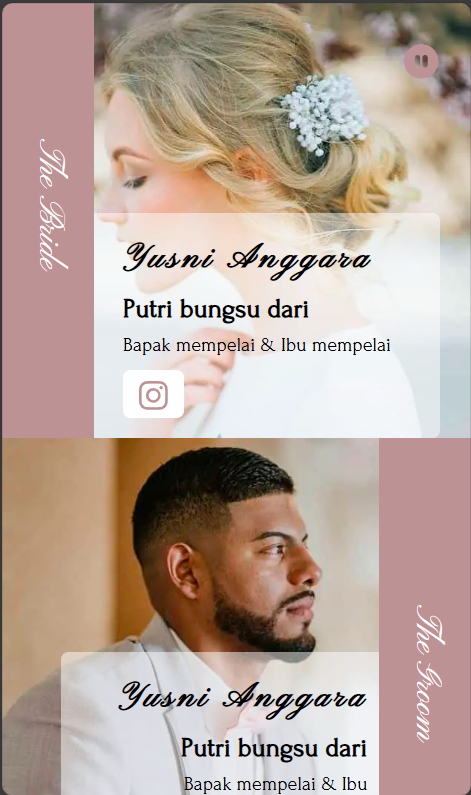 The Bride
Yusni Anggara
Putri bungsu dari
Bapak mempelai & Ibu mempelai
The Groom
Yusni Anggara
Putri bungsu dari
Bapak mempelai & Ibu